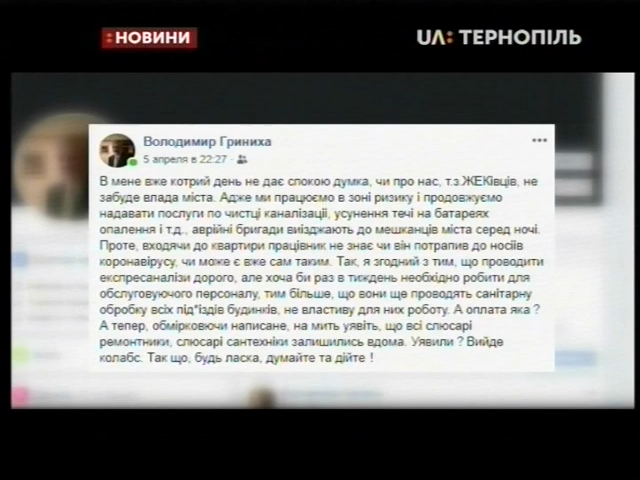 НОВИНИ
UA: ТЕРНОПІЛЬ
Володимир Гриниха
5 апреля в 22:27
В мене вже котрий день не дає спокою думка, чи про нас, т.з.ЖЕКівців, не
забуде влада міста. Адже ми працюємо в зоні ризику і продовжуємо
надавати послуги по чистці каналізації, усунення течі на батареях
опалення і т.д., аврійні бригади виїзджають до мешканців міста серед ночі.
Проте, входячи до квартири працівник не знає чи він потрапив до носіїв
коронавірусу, чи може є вже сам таким. Так, я згодний з тим, що проводити
експресаналізи дорого, але хоча би раз в тиждень необхідно робити для
обслуговуючого персоналу, тим більше, що вони ще проводять санітарну
обробку всіх під*їздів будинків, не властиву для них роботу. А оплата яка ?
А тепер, обмірковючи написане, на мить уявіть, що всі слюсарі
ремонтники, слюсарі сантехніки залишились вдома. Уявили ? Вийде
колабс. Так що, будь ласка, думайте та дійте !